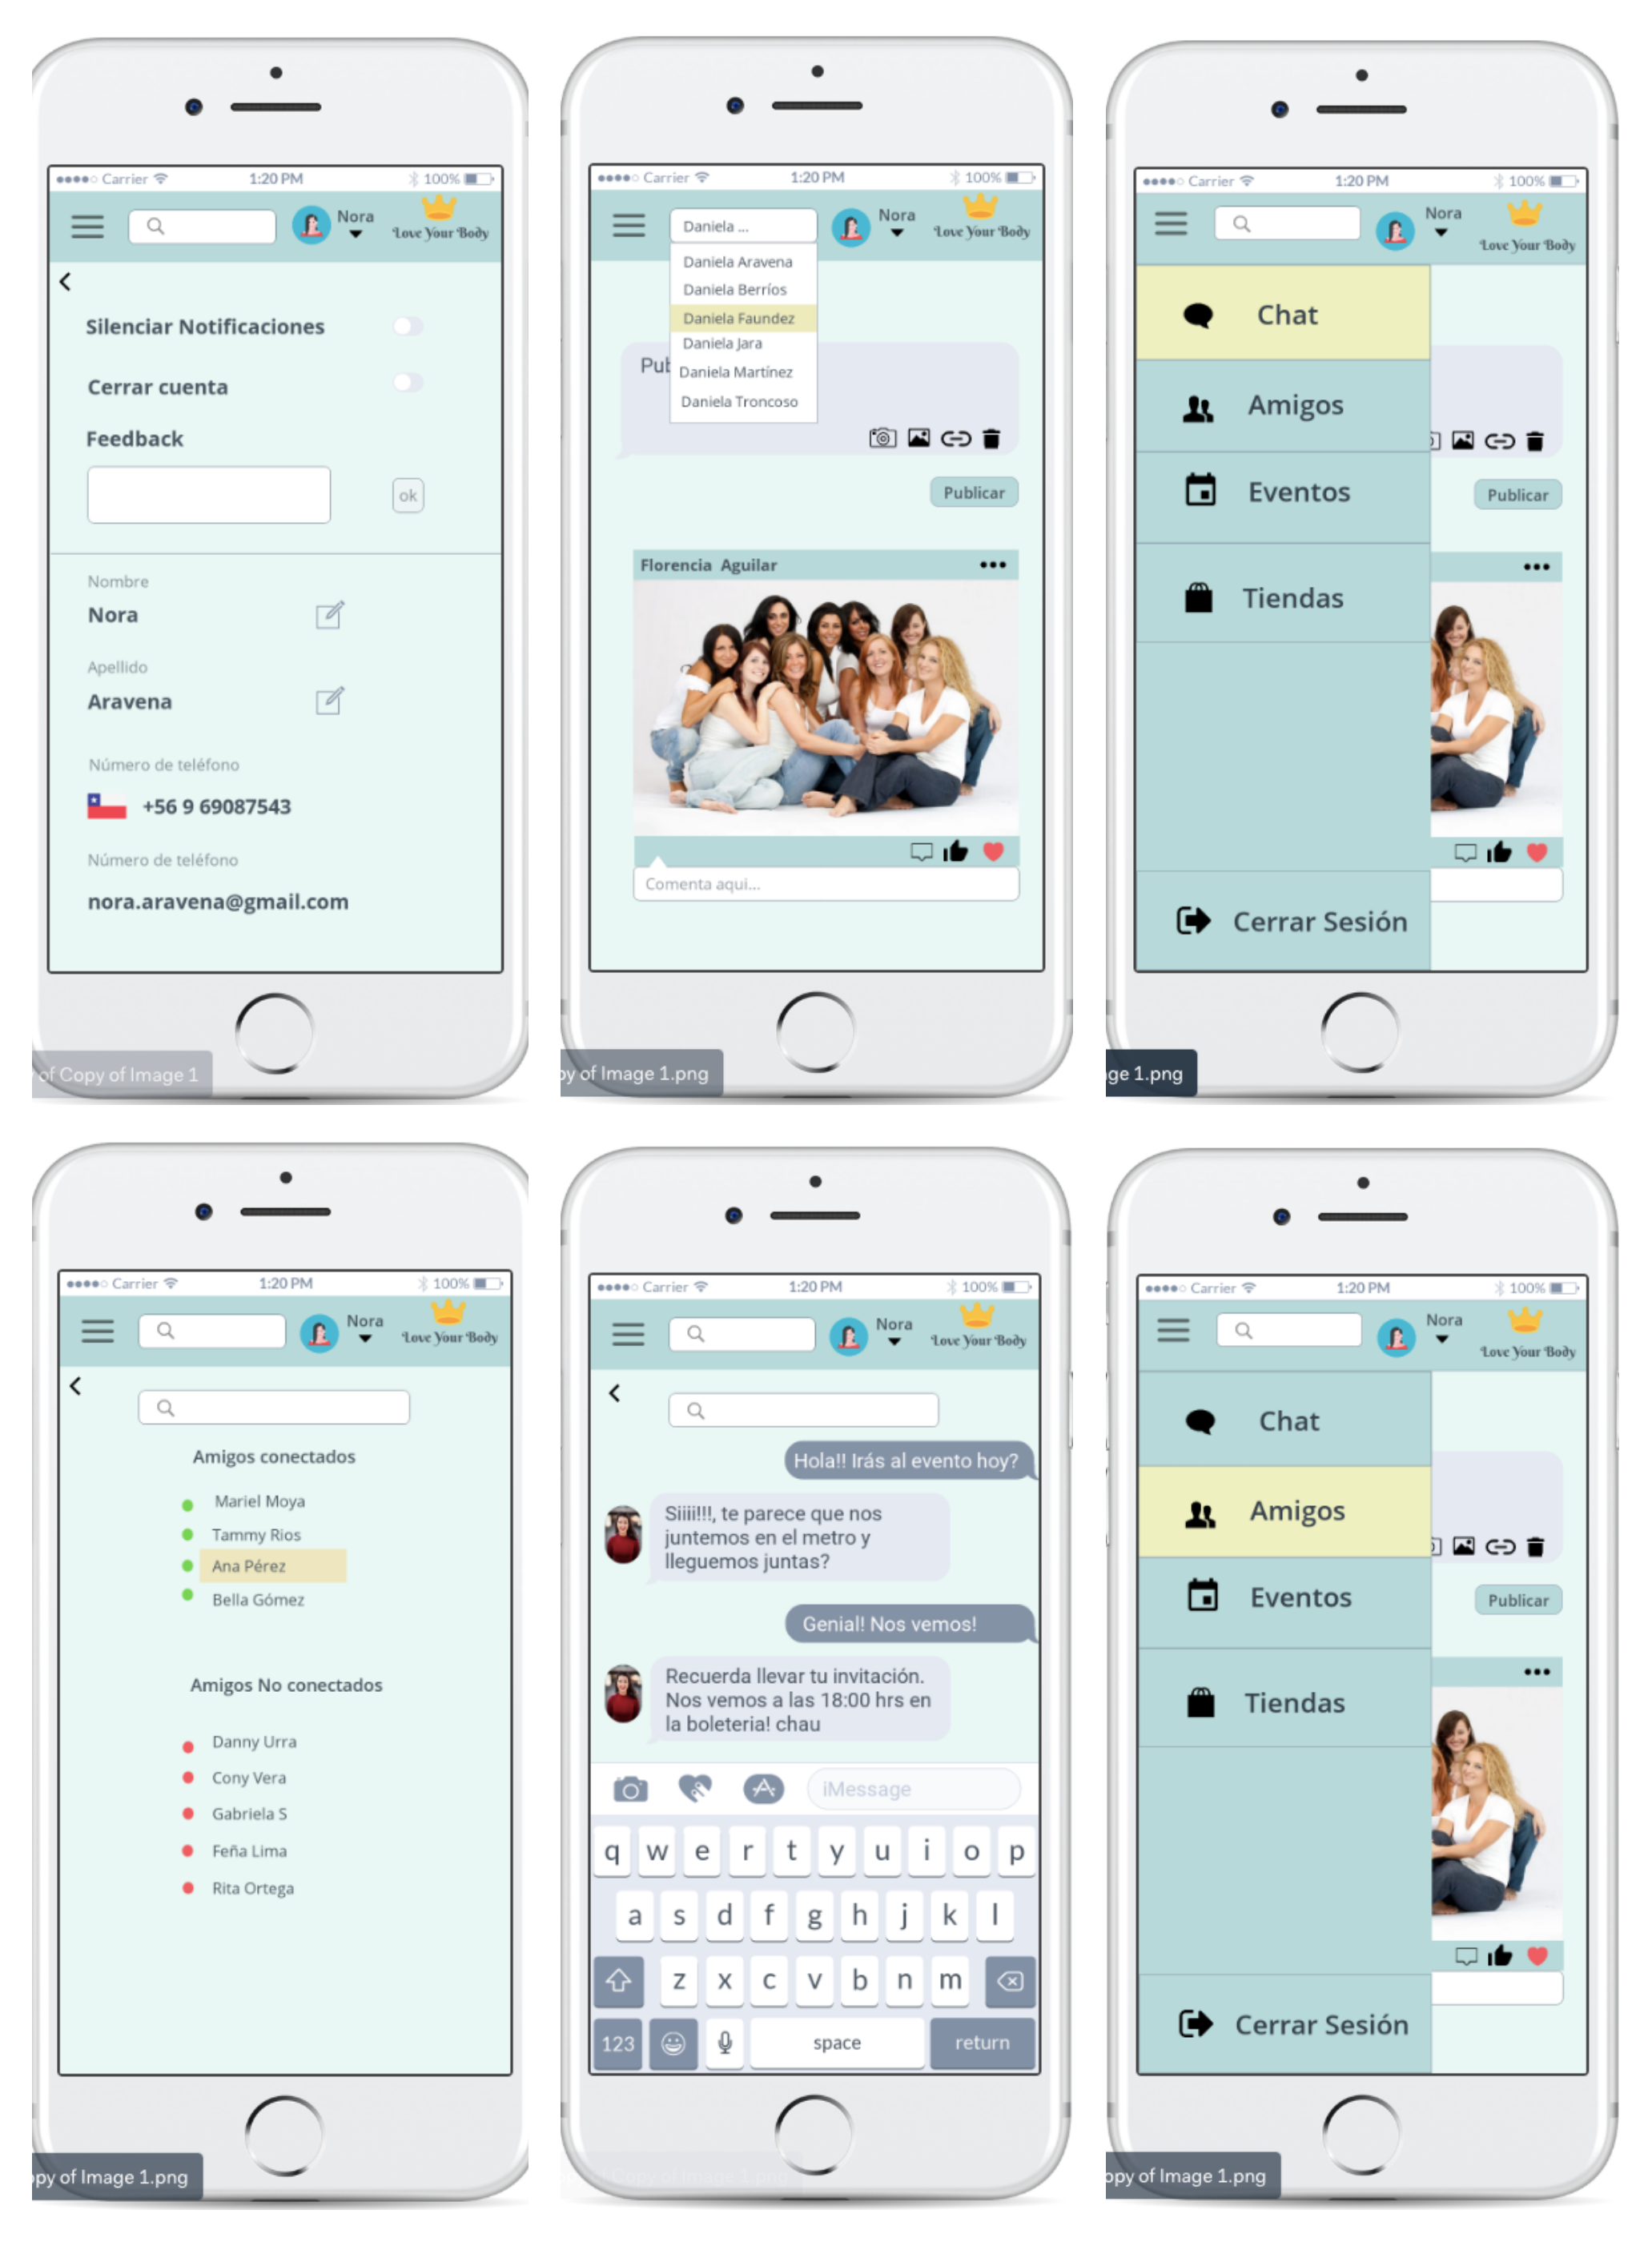 Carrier 1:20 PM 100%
Nora
Love Your Body
Silenciar Notificaciones
Cerrar cuenta
Feedback
ok
Nombre
Nora
Apellido
Aravena
Número de teléfono
+56 9 69087543
Número de teléfono
nora.aravena@gmail.com
of Copy of Image 1
Carrier 1:20 PM 100%
Daniela ...
Nora
Love Your Body
Daniela Aravena
Daniela Berríos
Daniela Faundez
Daniela Jara
Daniela Martínez
Daniela Troncoso
Publicar
Florencia Aguilar
Comenta aqui...
py of Image 1.png
Carrier 1:20 PM 100%
Nora
Love Your Body
Chat
Amigos
Eventos
Publicar
Tiendas
Cerrar Sesión
ge 1.png
Carrier 1:20 PM 100%
Nora
Love Your Body
Amigos conectados
Mariel Moya
Tammy Rios
Ana Pérez
Bella Gómez
Amigos No conectados
Danny Urra
Cony Vera
Gabriela S
Feña Lima
Rita Ortega
opy of Image 1.png
Carrier 1:20 PM 100%
Nora
Love Your Body
Hola!! Irás al evento hoy?
Siiii!!!, te parece que nos
juntemos en el metro y
lleguemos juntas?
Genial! Nos vemos!
Recuerda llevar tu invitación.
Nos vemos a las 18:00 hrs en
la boleteria! chau
iMessage
q w e r t y u i o p
a s d f g h j k l
z x c v b n m
123 space return
Carrier 1:20 PM 100%
Nora
Love Your Body
Chat
Amigos
Eventos
Publicar
Tiendas
Cerrar Sesión
opy of Image 1.png